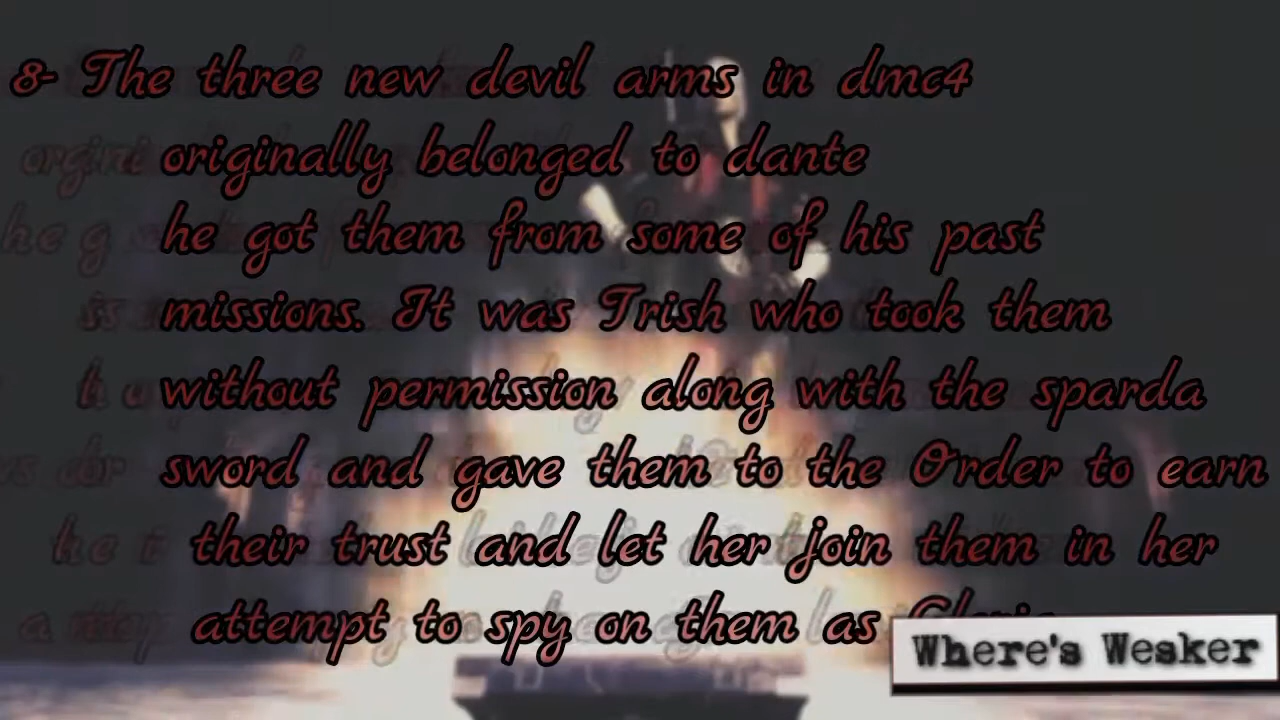 8- The three new devil arms in dmc4
originally belonged to dante
he got them from some of his past
missions. It was Trish who took them
without permission along with the sparda
sword and gave them to the Order to earn
their trust and let her join them in her
attempt to spy on them as
Where's Wesker